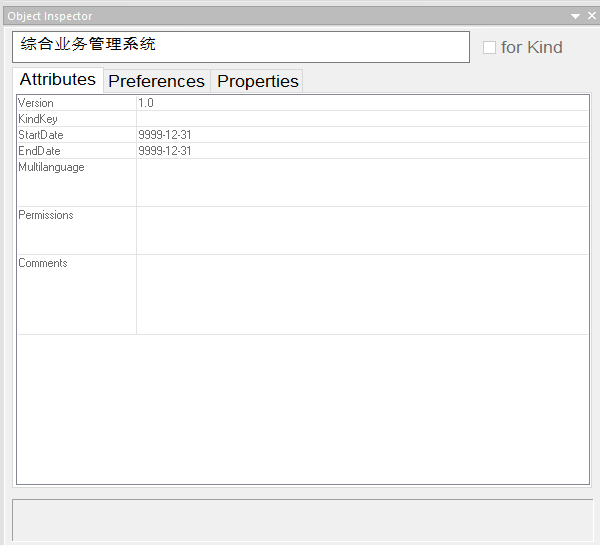 Object Inspector
综合业务管理系统
for Kind
Attributes Preferences Properties
Version 1.0
KindKey
StartDate 9999-12-31
EndDate 9999-12-31
Multilanguage
Permissions
Comments